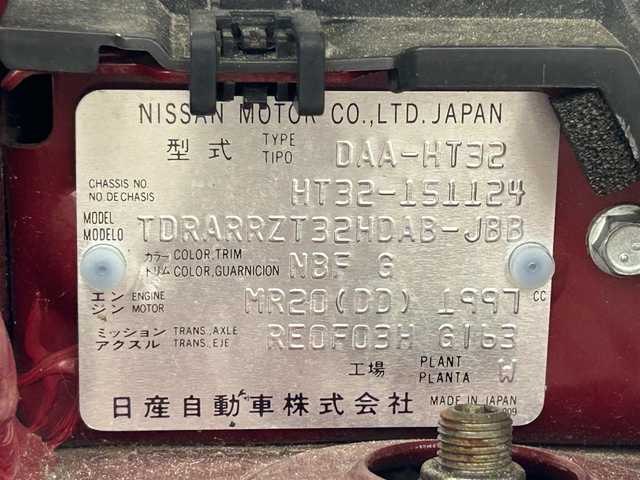 NISSAN MOTOR CO.,LTD. JAPAN
型式 TYPE TIPO DAA-HT32
CHASSIS NO. NO.DE CHASIS HT32-151124
MODEL MODELO TDRARRZT32HDAB-JBB
カラー COLOR,TRIM
トリム COLOR,GUARNICION NBF G
エンジン ENGINE MOTOR MR20(DD) 1997 CC
ミッション TRANS.,AXLE
アクスル TRANS.,EJE RE0F03H G163
工場 PLANT PLANTA W
日産自動車株式会社 MADE IN JAPAN
009